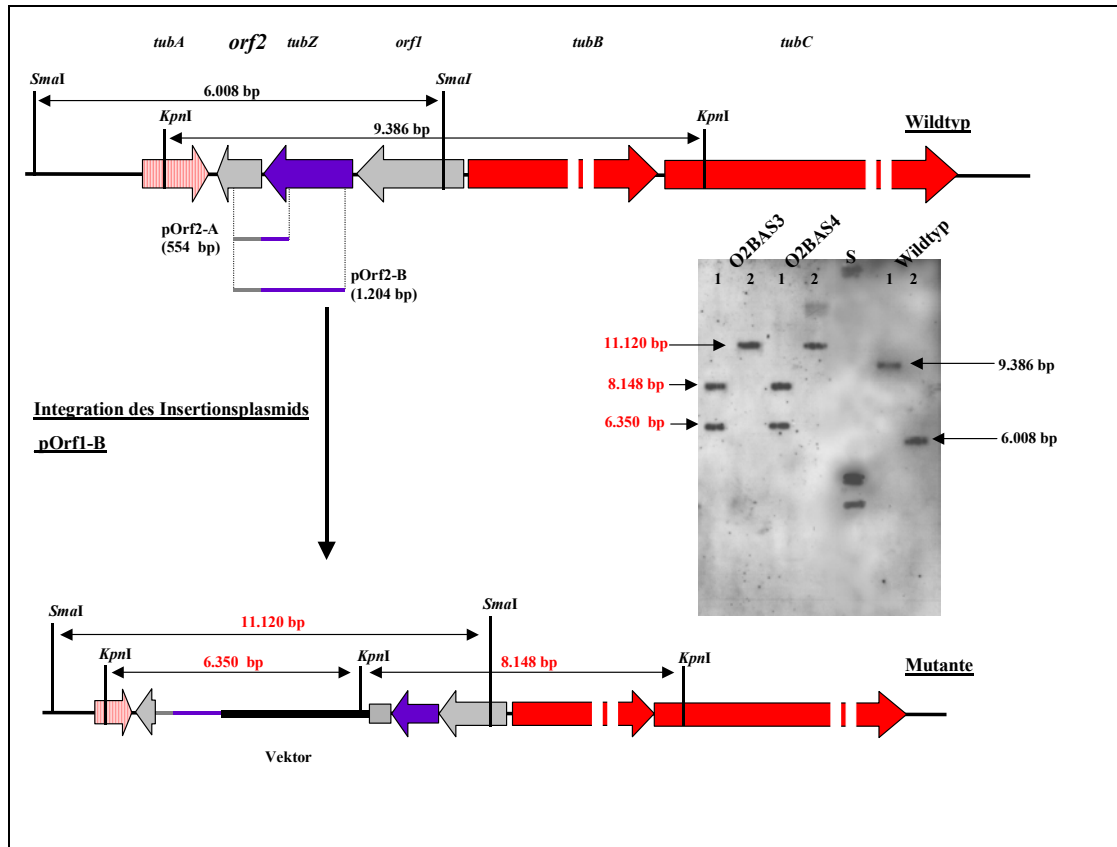 tubA orf2 tubZ orf1 tubB tubC
SmaI SmaI
6.008 bp
KpnI KpnI
9.386 bp
Wildtyp
pOrf2-A
(554 bp)
pOrf2-B
(1.204 bp)
O2BAS3 O2BAS4 S Wildtyp
1 2 1 2 1 2
11.120 bp
9.386 bp
8.148 bp
6.350 bp
6.008 bp
Integration des Insertionsplasmids
pOrf1-B
SmaI SmaI
11.120 bp
KpnI KpnI KpnI
6.350 bp 8.148 bp
Mutante
Vektor